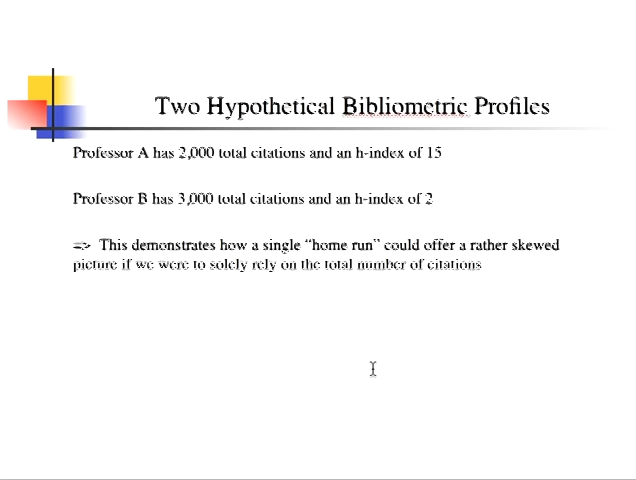 Two Hypothetical Bibliometric Profiles
Professor A has 2,000 total citations and an h-index of 15
Professor B has 3,000 total citations and an h-index of 2
=> This demonstrates how a single “home run” could offer a rather skewed
picture if we were to solely rely on the total number of citations